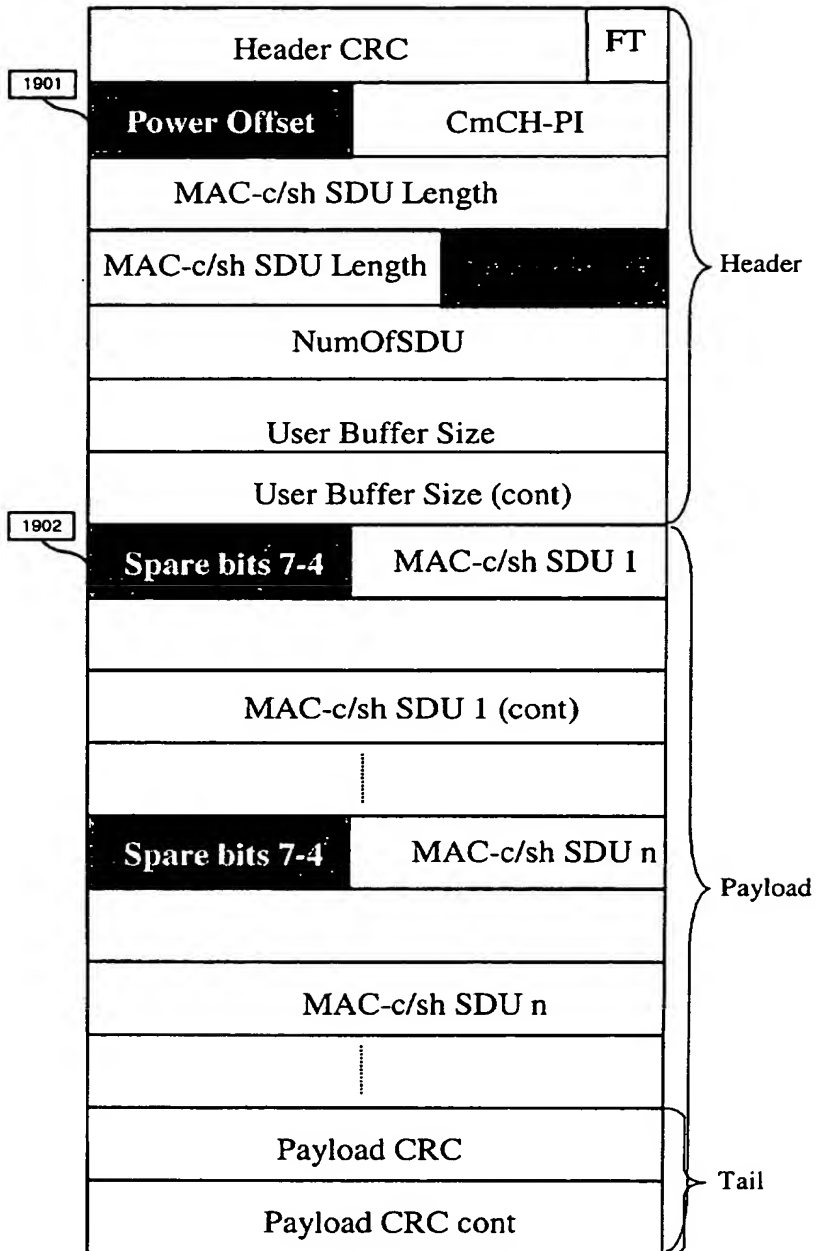 Header CRC FT
1901
Power Offset CmCH-PI
MAC-c/sh SDU Length
MAC-c/sh SDU Length
Header
NumOfSDU
User Buffer Size
User Buffer Size (cont)
1902
Spare bits 7-4 MAC-c/sh SDU 1
MAC-c/sh SDU 1 (cont)
Spare bits 7-4 MAC-c/sh SDU n
Payload
MAC-c/sh SDU n
Payload CRC
Tail
Payload CRC cont